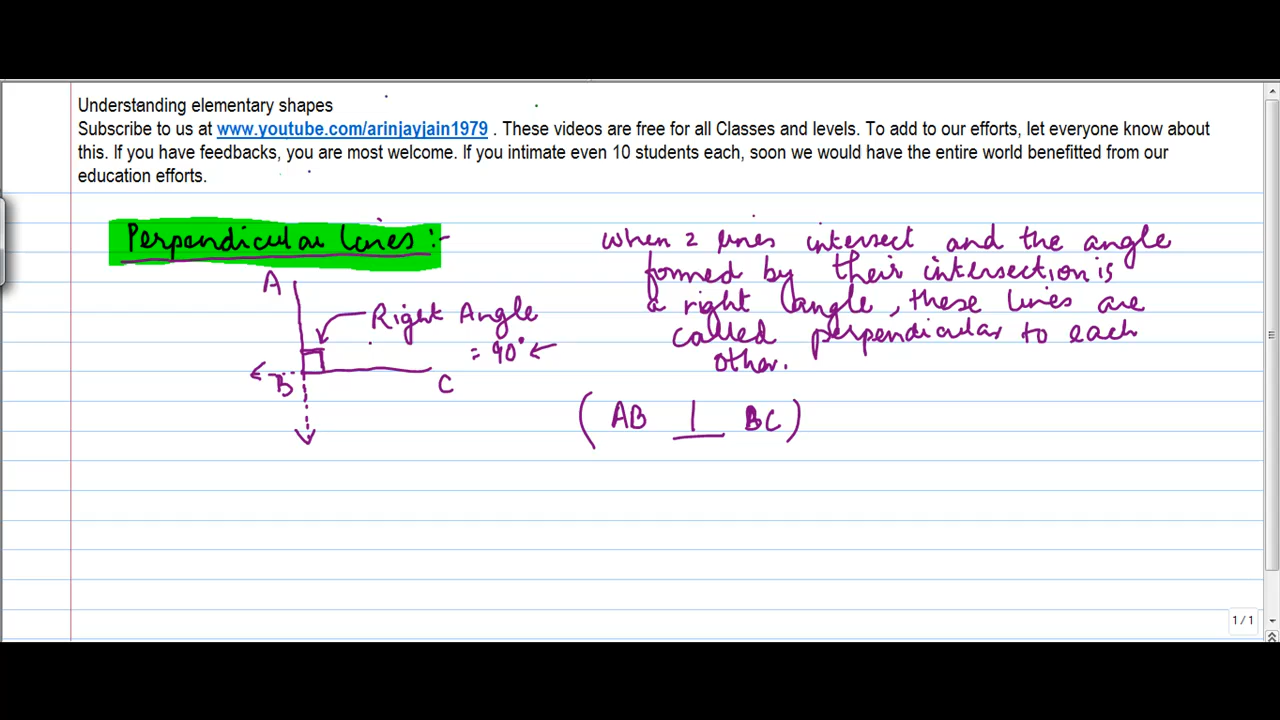 Understanding elementary shapes
Subscribe to us at www.youtube.com/arinjayjain1979 . These videos are free for all Classes and levels. To add to our efforts, let everyone know about
this. If you have feedbacks, you are most welcome. If you intimate even 10 students each, soon we would have the entire world benefitted from our
education efforts.
Perpendicular Lines :-
A
Right Angle
= 90°
B
C
When 2 lines intersect and the angle
formed by their intersection is
a right angle, these lines are
called perpendicular to each
other.
(AB ⊥ BC)
1 / 1